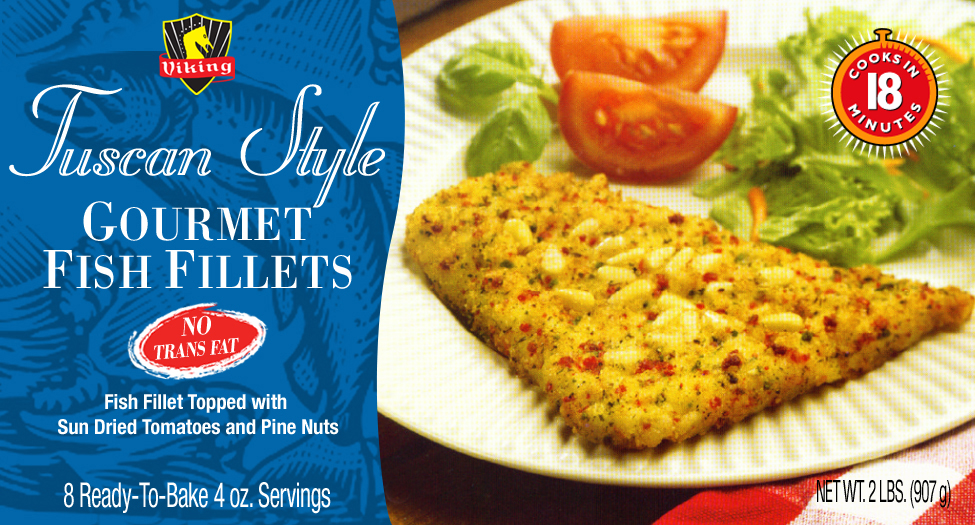 Viking
Tuscan Style
GOURMET
FISH FILLETS
NO
TRANS FAT
Fish Fillet Topped with
Sun Dried Tomatoes and Pine Nuts
8 Ready-To-Bake 4 oz. Servings
COOKS IN
18
MINUTES
NET WT. 2 LBS. (907 g)